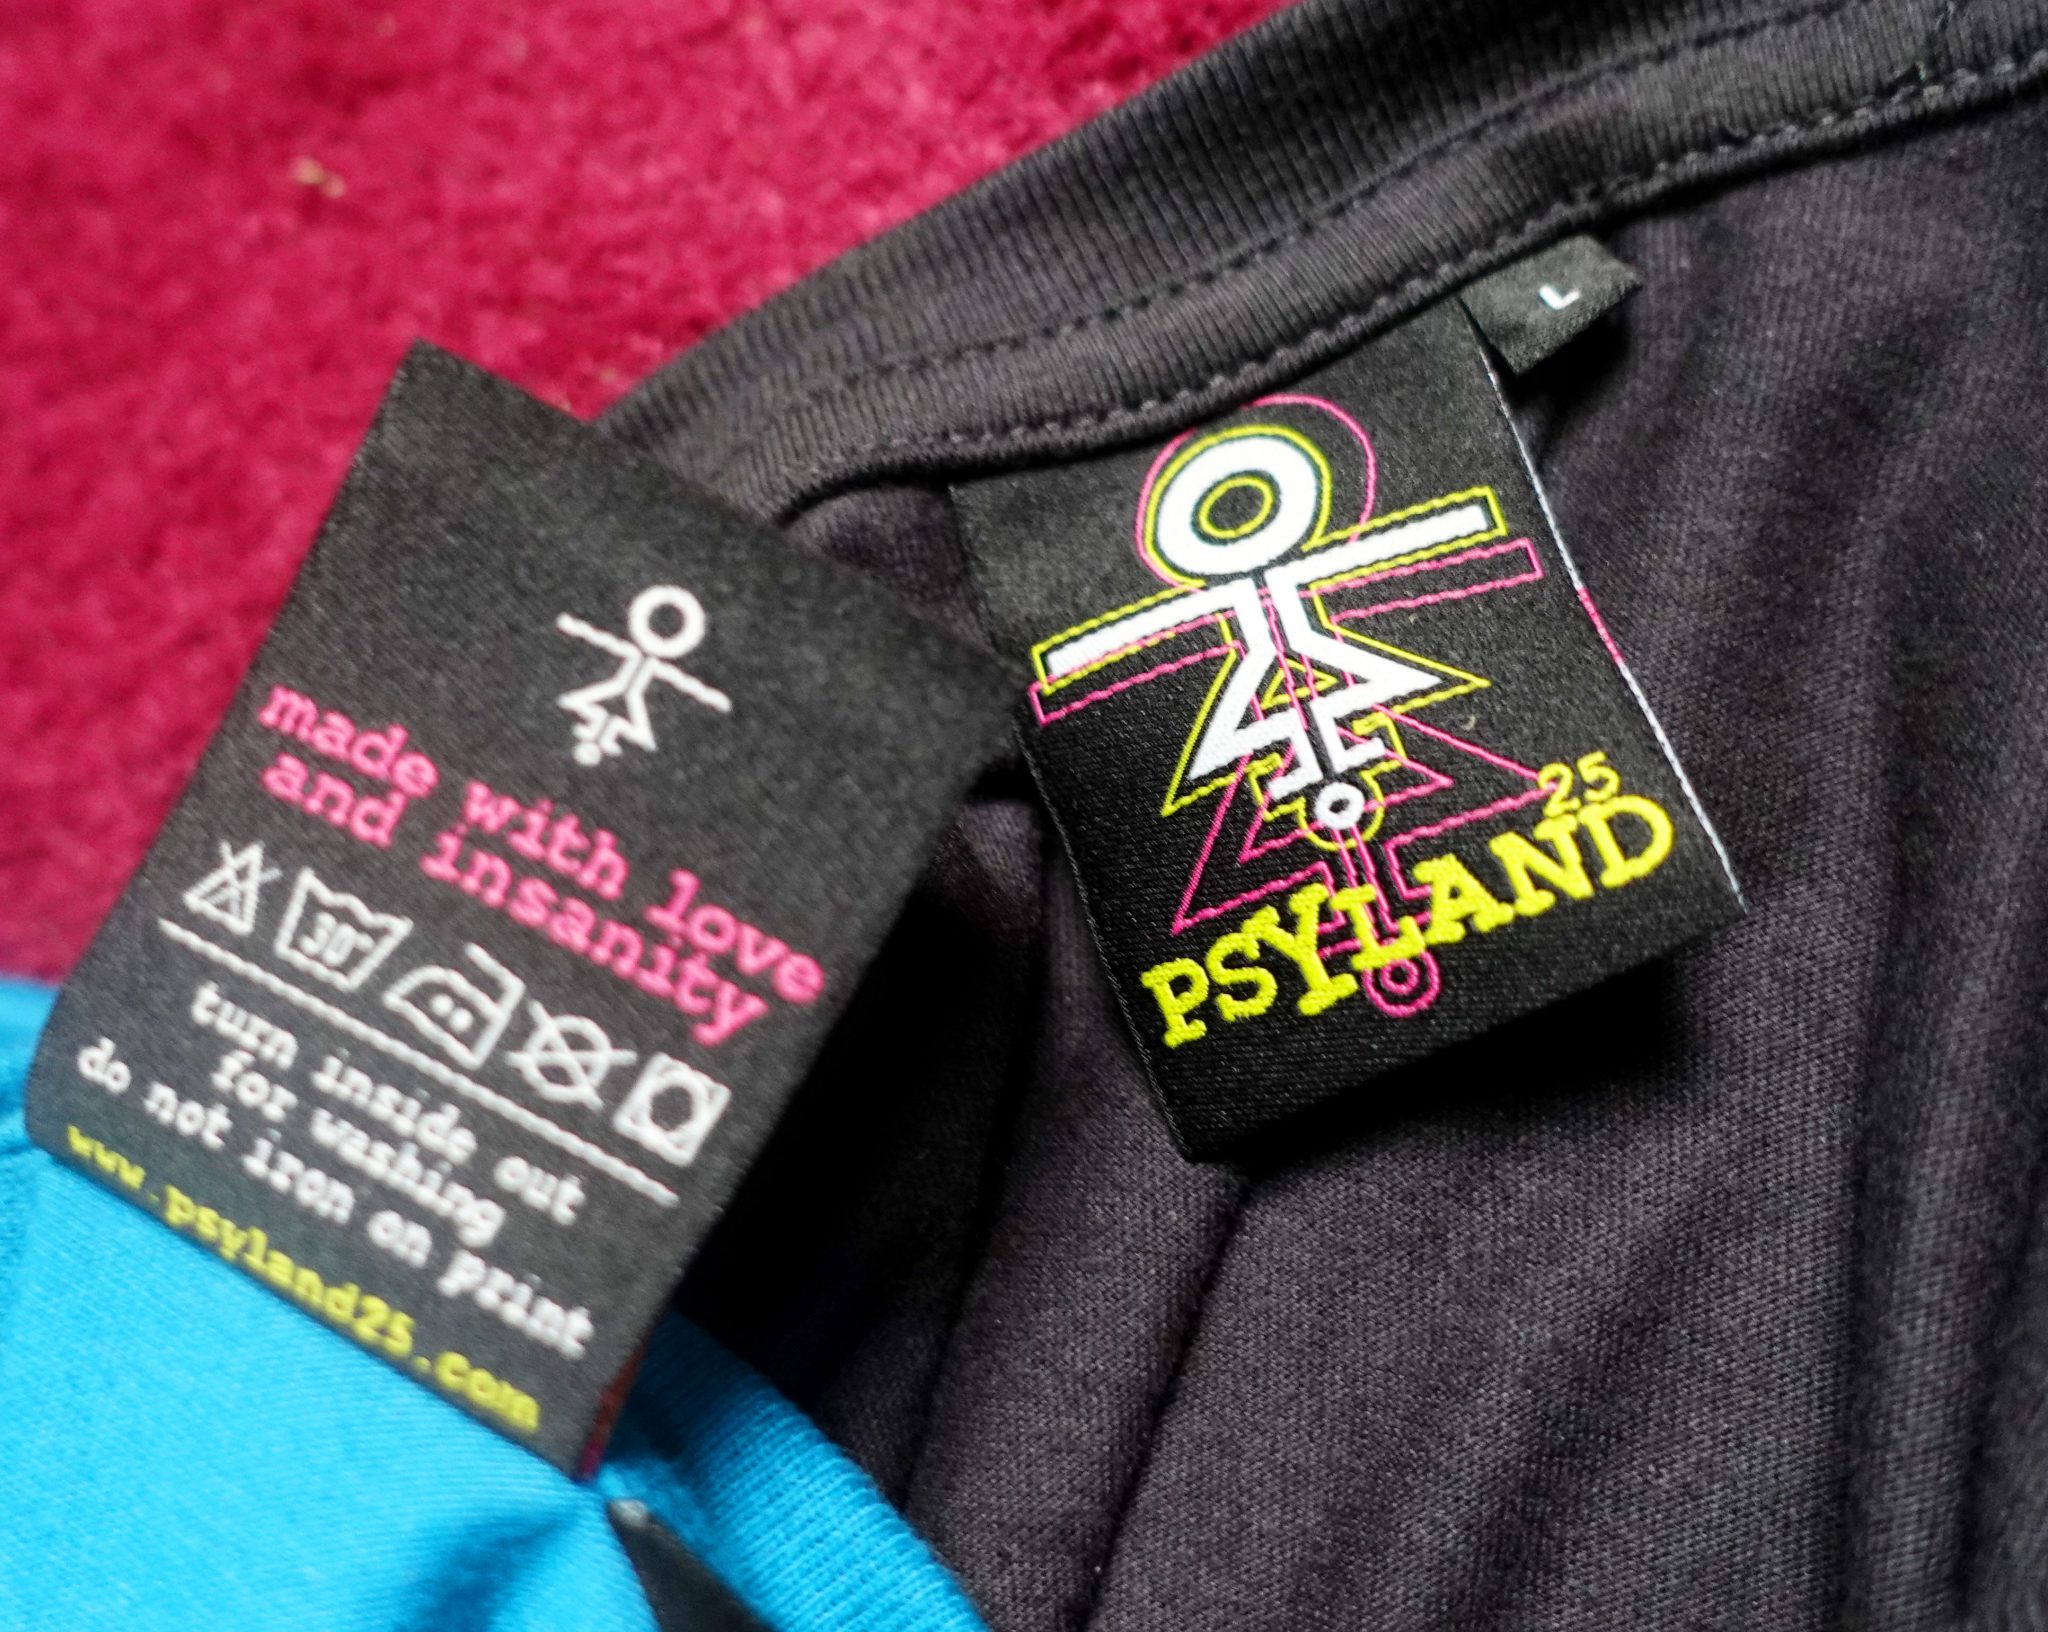 made with love
and insanity
30°
turn inside out
for washing
do not iron on print
www.psyland25.com
L
25
PSYLAND